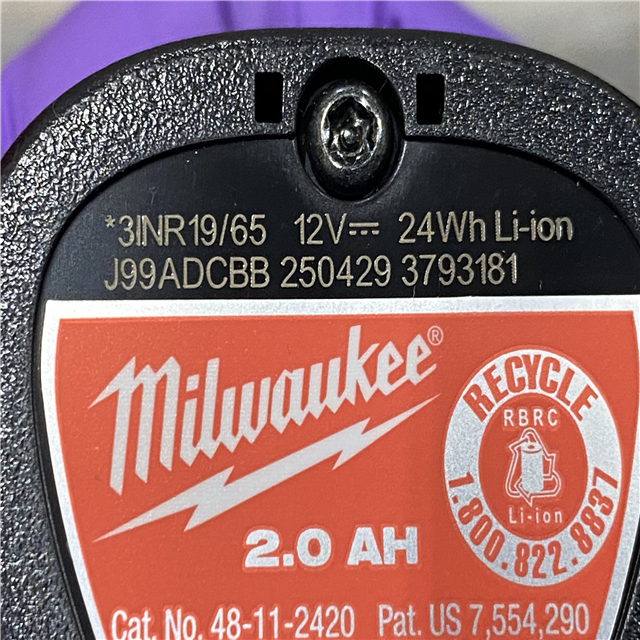 *3INR19/65 12V⎓ 24Wh Li-ion
J99ADCBB 250429 3793181
Milwaukee®
RECYCLE
RBRC
Li-ion
1.800.822.8837
2.0 AH
Cat. No. 48-11-2420 Pat. US 7,554,290